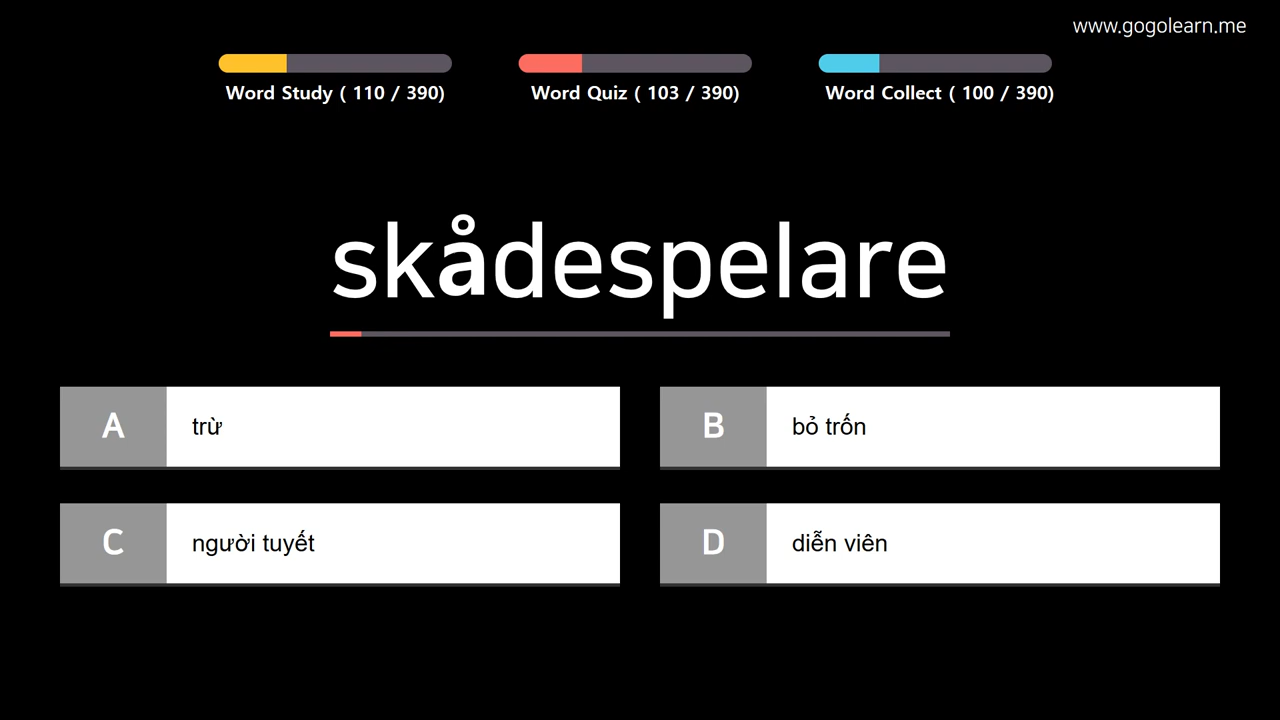 www.gogolearn.me
Word Study ( 110 / 390)
Word Quiz ( 103 / 390)
Word Collect ( 100 / 390)
skådespelare
A
trừ
B
bỏ trốn
C
người tuyết
D
diễn viên